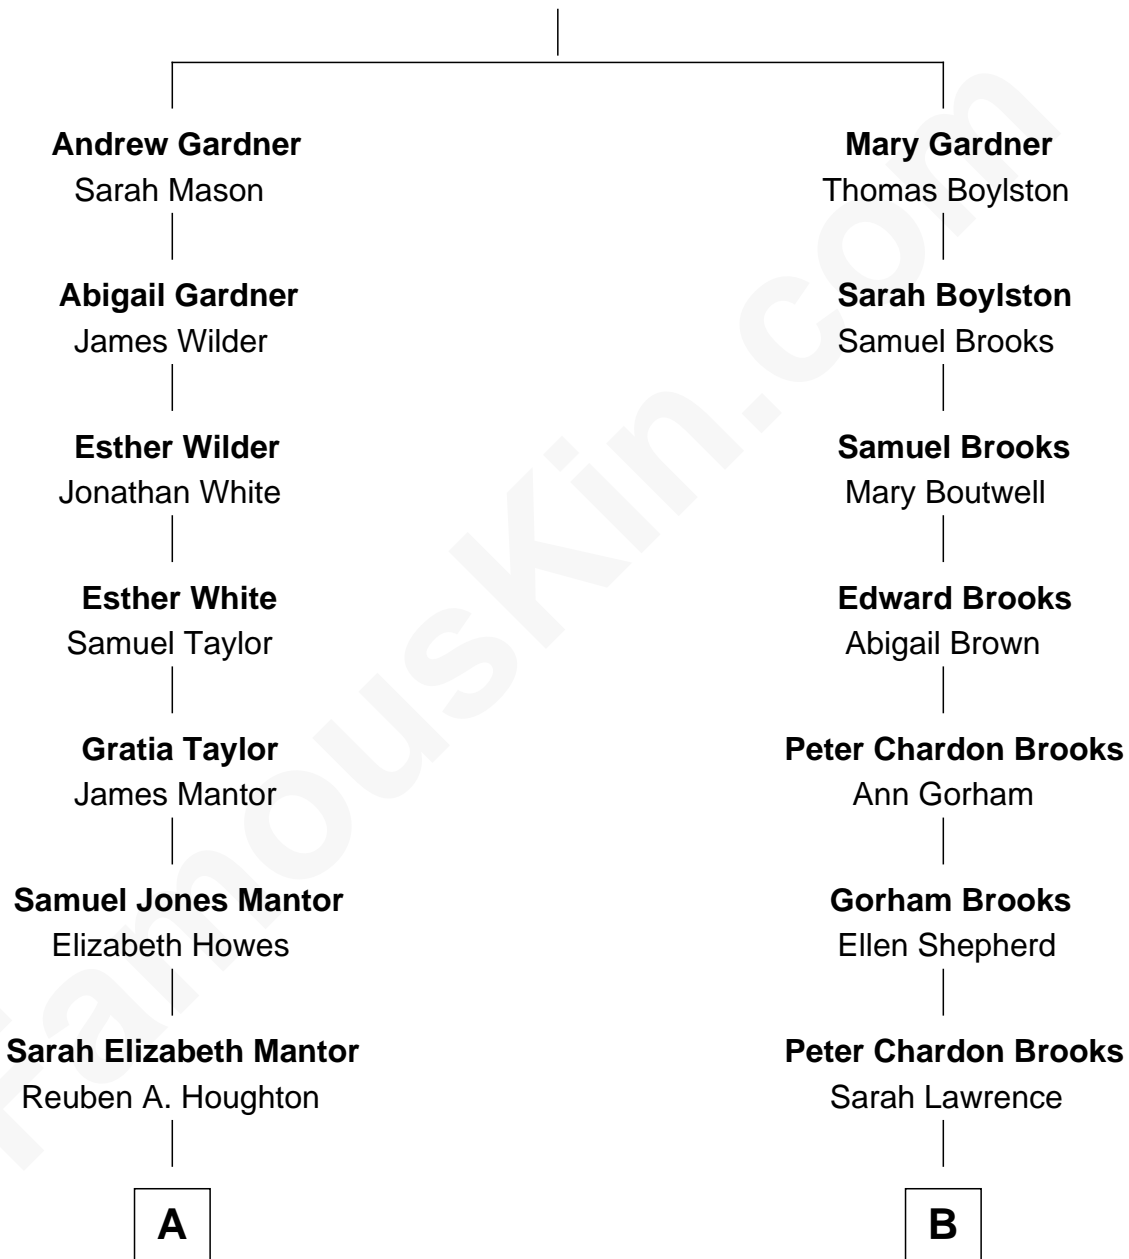 Andrew Gardner
Sarah Mason
Abigail Gardner
James Wilder
Esther Wilder
Jonathan White
Esther White
Samuel Taylor
Gratia Taylor
James Mantor
Samuel Jones Mantor
Elizabeth Howes
Sarah Elizabeth Mantor
Reuben A. Houghton
A
Mary Gardner
Thomas Boylston
Sarah Boylston
Samuel Brooks
Samuel Brooks
Mary Boutwell
Edward Brooks
Abigail Brown
Peter Chardon Brooks
Ann Gorham
Gorham Brooks
Ellen Shepherd
Peter Chardon Brooks
Sarah Lawrence
B
FamousKin.com